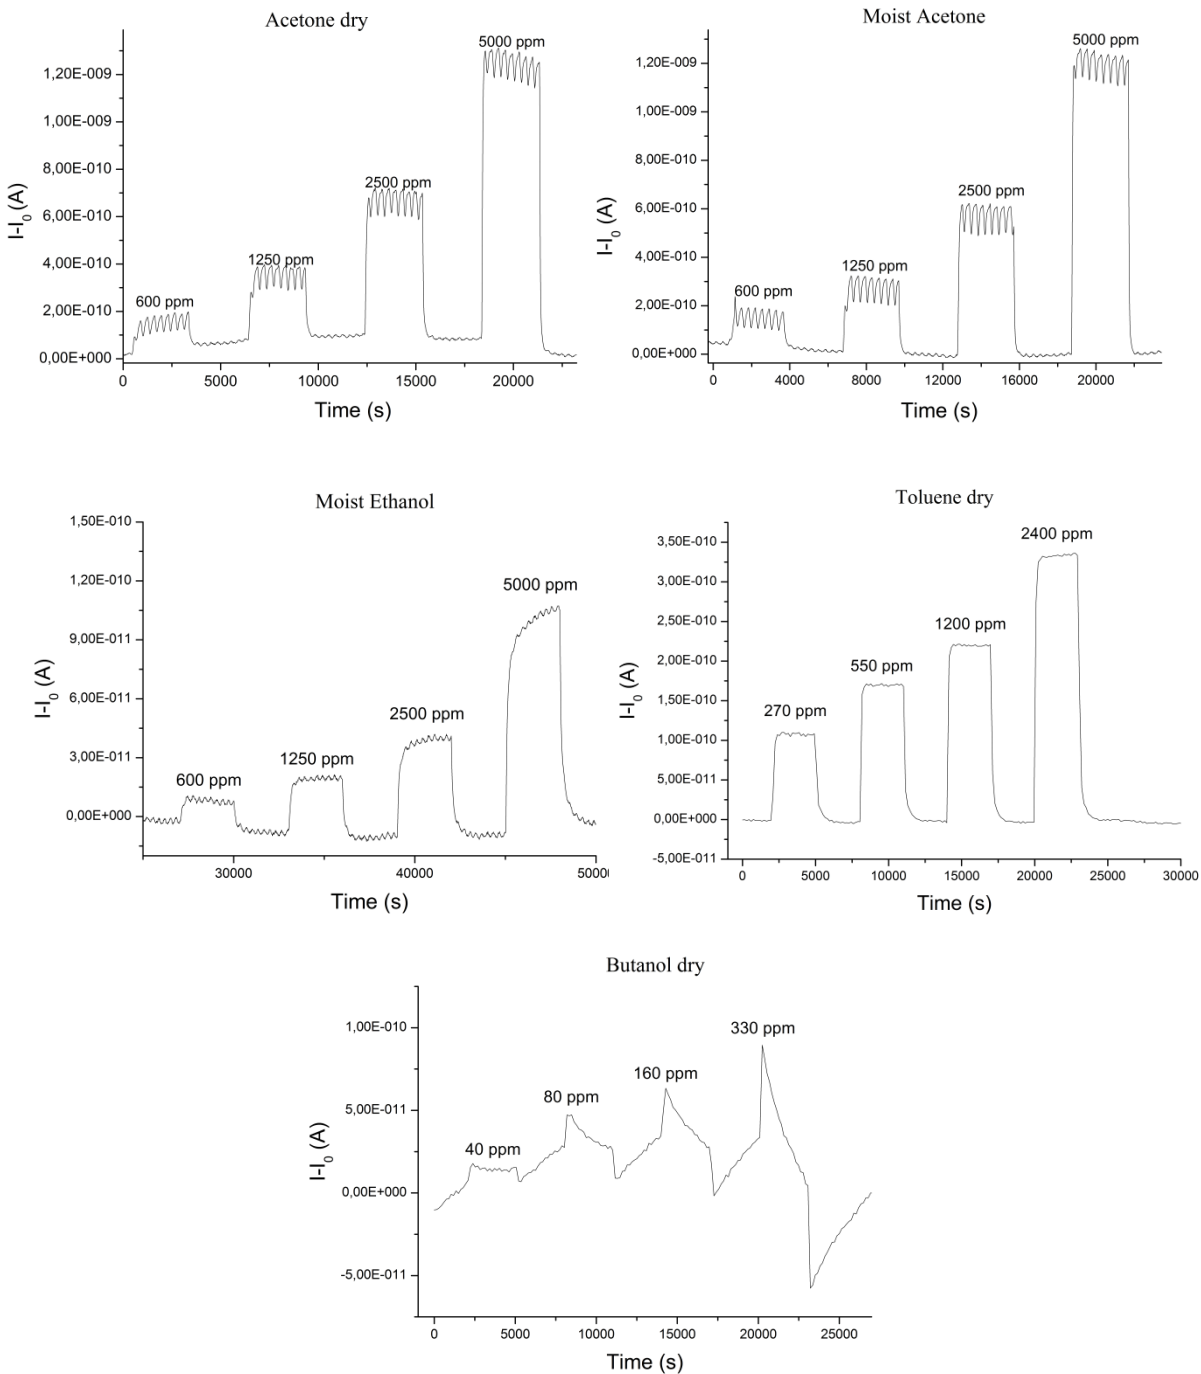 Acetone dry
5000 ppm
2500 ppm
1250 ppm
600 ppm
1,20E-009
1,00E-009
8,00E-010
6,00E-010
4,00E-010
2,00E-010
0,00E+000
I-I0 (A)
0 5000 10000 15000 20000
Time (s)
Moist Acetone
5000 ppm
2500 ppm
1250 ppm
600 ppm
1,20E-009
1,00E-009
8,00E-010
6,00E-010
4,00E-010
2,00E-010
0,00E+000
I-I0 (A)
0 4000 8000 12000 16000 20000
Time (s)
Moist Ethanol
5000 ppm
2500 ppm
1250 ppm
600 ppm
1,50E-010
1,20E-010
9,00E-011
6,00E-011
3,00E-011
0,00E+000
I-I0 (A)
30000 40000 50000
Time (s)
Toluene dry
2400 ppm
1200 ppm
550 ppm
270 ppm
3,50E-010
3,00E-010
2,50E-010
2,00E-010
1,50E-010
1,00E-010
5,00E-011
0,00E+000
-5,00E-011
I-I0 (A)
0 5000 10000 15000 20000 25000 30000
Time (s)
Butanol dry
330 ppm
160 ppm
80 ppm
40 ppm
1,00E-010
5,00E-011
0,00E+000
-5,00E-011
I-I0 (A)
0 5000 10000 15000 20000 25000
Time (s)